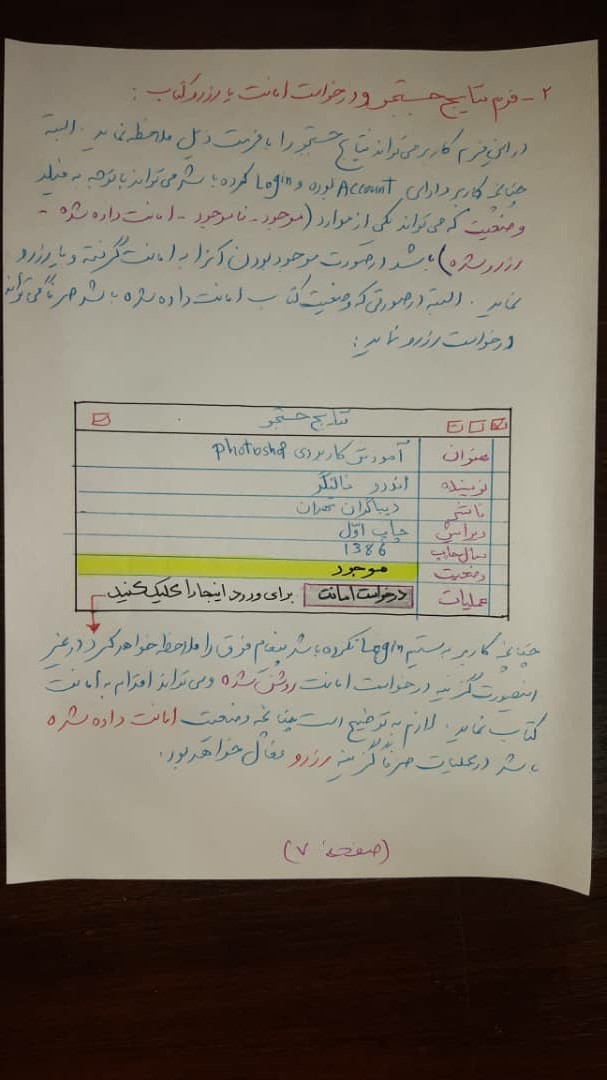 ۲- فرم نتایج جستجو و درخواست امانت یا رزرو کتاب :
در این فرم کاربر می تواند نتایج جستجو را با فرمت ذیل ملاحظه نماید . البته
چنانچه کاربر دارای Account بوده و Login کرده باشد می تواند با توجه به فیلد
وضعیت که می تواند یکی از موارد (موجود - ناموجود - امانت داده شده -
رزرو شده) باشد در صورت موجود بودن آنرا به امانت گرفته و یا رزرو
نماید . البته در صورتی که وضعیت کتاب امانت داده شده باشد صرفاً می تواند
درخواست رزرو نماید :
نتایج جستجو
عنوان آموزش کاربردی photoshop
نویسنده اندرو فالکنر
ناشر دیباگران تهران
ویرایش چاپ اوّل
سال چاپ 1386
وضعیت موجود
عملیات درخواست امانت برای ورود اینجا را کلیک کنید
چنانچه کاربر به سیستم Login نکرده باشد پیغام فوق را ملاحظه خواهد کرد در غیر
اینصورت گزینه درخواست امانت روشن شده و می تواند اقدام به امانت
کتاب نماید . لازم به توضیح است چنانچه وضعیت امانت داده شده
باشد در عملیات صرفاً گزینه رزرو فعال خواهد بود .
(صفحه ۷)